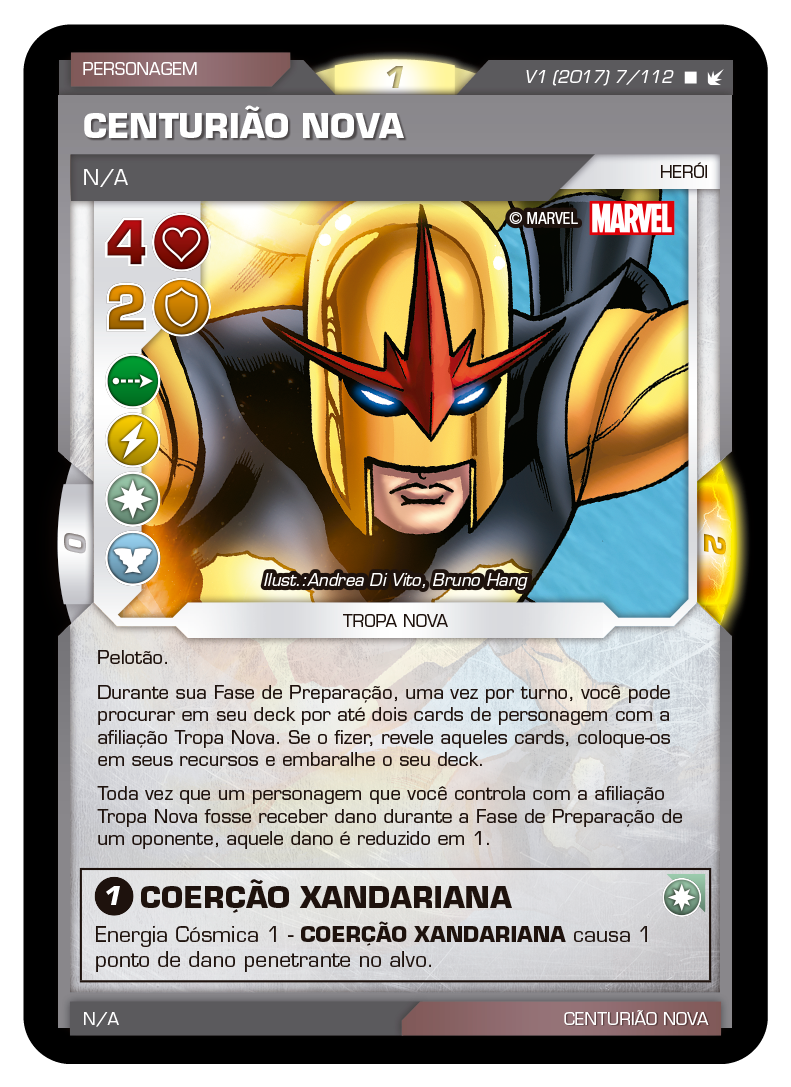 PERSONAGEM
1
V1 (2017) 7/112
CENTURIÃO NOVA
N/A
HERÓI
© MARVEL MARVEL
4
2
0
2
Ilust.:Andrea Di Vito, Bruno Hang
TROPA NOVA
Pelotão.
Durante sua Fase de Preparação, uma vez por turno, você pode
procurar em seu deck por até dois cards de personagem com a
afiliação Tropa Nova. Se o fizer, revele aqueles cards, coloque-os
em seus recursos e embaralhe o seu deck.
Toda vez que um personagem que você controla com a afiliação
Tropa Nova fosse receber dano durante a Fase de Preparação de
um oponente, aquele dano é reduzido em 1.
1 COERÇÃO XANDARIANA
Energia Cósmica 1 - COERÇÃO XANDARIANA causa 1
ponto de dano penetrante no alvo.
N/A
CENTURIÃO NOVA